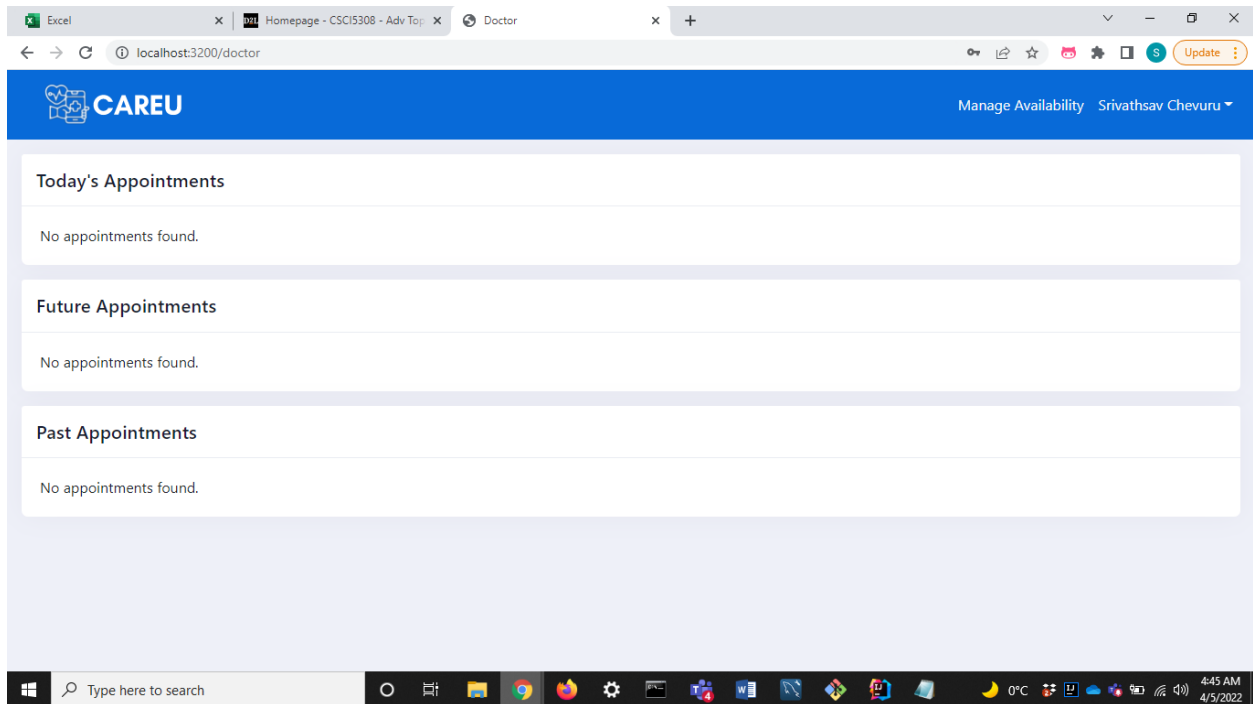 Excel
D2L Homepage - CSCI5308 - Adv Top
Doctor
localhost:3200/doctor
S
Update
CAREU
Manage Availability Srivathsav Chevuru
Today's Appointments
No appointments found.
Future Appointments
No appointments found.
Past Appointments
No appointments found.
Type here to search
4
0°C
4:45 AM
4/5/2022